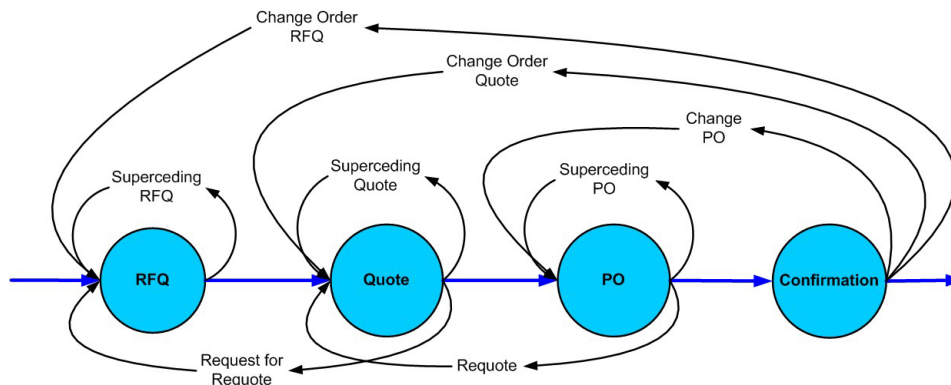 Change Order
RFQ
Change Order
Quote
Change
PO
Superceding
RFQ
Superceding
Quote
Superceding
PO
RFQ
Quote
PO
Confirmation
Request for
Requote
Requote